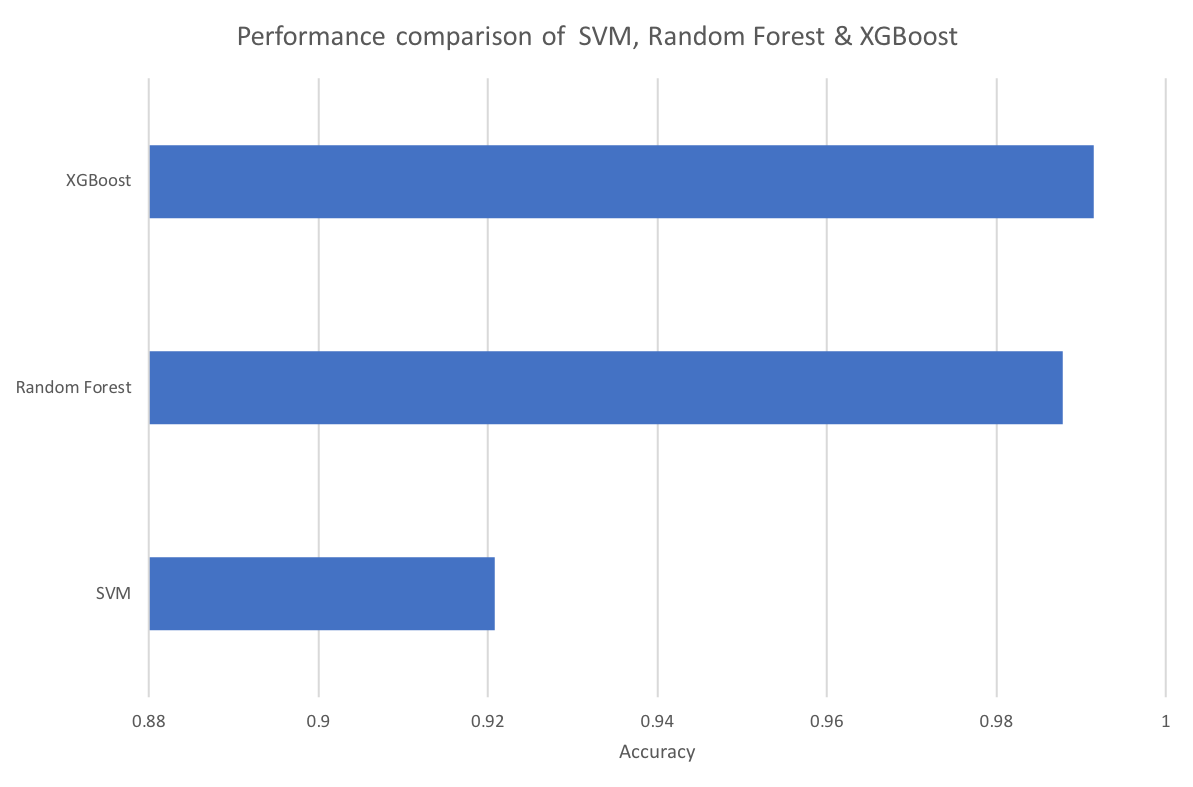 Performance comparison of SVM, Random Forest & XGBoost
XGBoost
Random Forest
SVM
0.88 0.9 0.92 0.94 0.96 0.98 1
Accuracy